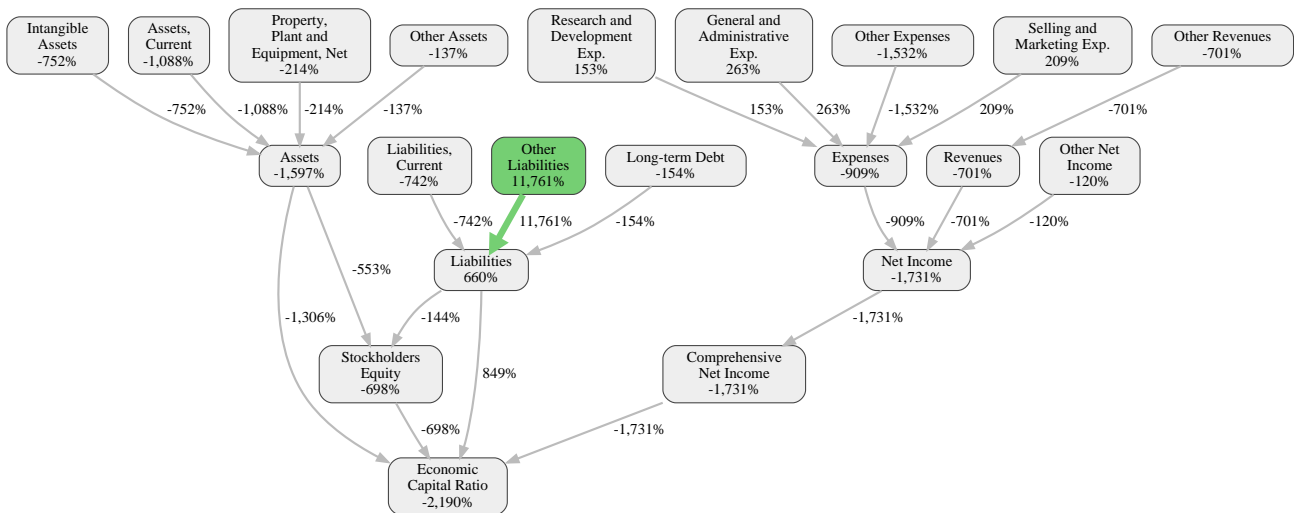 Intangible
Assets
-752%
Assets,
Current
-1,088%
Property,
Plant and
Equipment, Net
-214%
Other Assets
-137%
Research and
Development
Exp.
153%
General and
Administrative
Exp.
263%
Other Expenses
-1,532%
Selling and
Marketing Exp.
209%
Other Revenues
-701%
-752%
-1,088%
-214%
-137%
153%
263%
-1,532%
209%
-701%
Assets
-1,597%
Liabilities,
Current
-742%
Other
Liabilities
11,761%
Long-term Debt
-154%
Expenses
-909%
Revenues
-701%
Other Net
Income
-120%
-742%
11,761%
-154%
-909%
-701%
-120%
Liabilities
660%
Net Income
-1,731%
-553%
-1,306%
-144%
849%
-1,731%
Stockholders
Equity
-698%
Comprehensive
Net Income
-1,731%
-698%
-1,731%
Economic
Capital Ratio
-2,190%